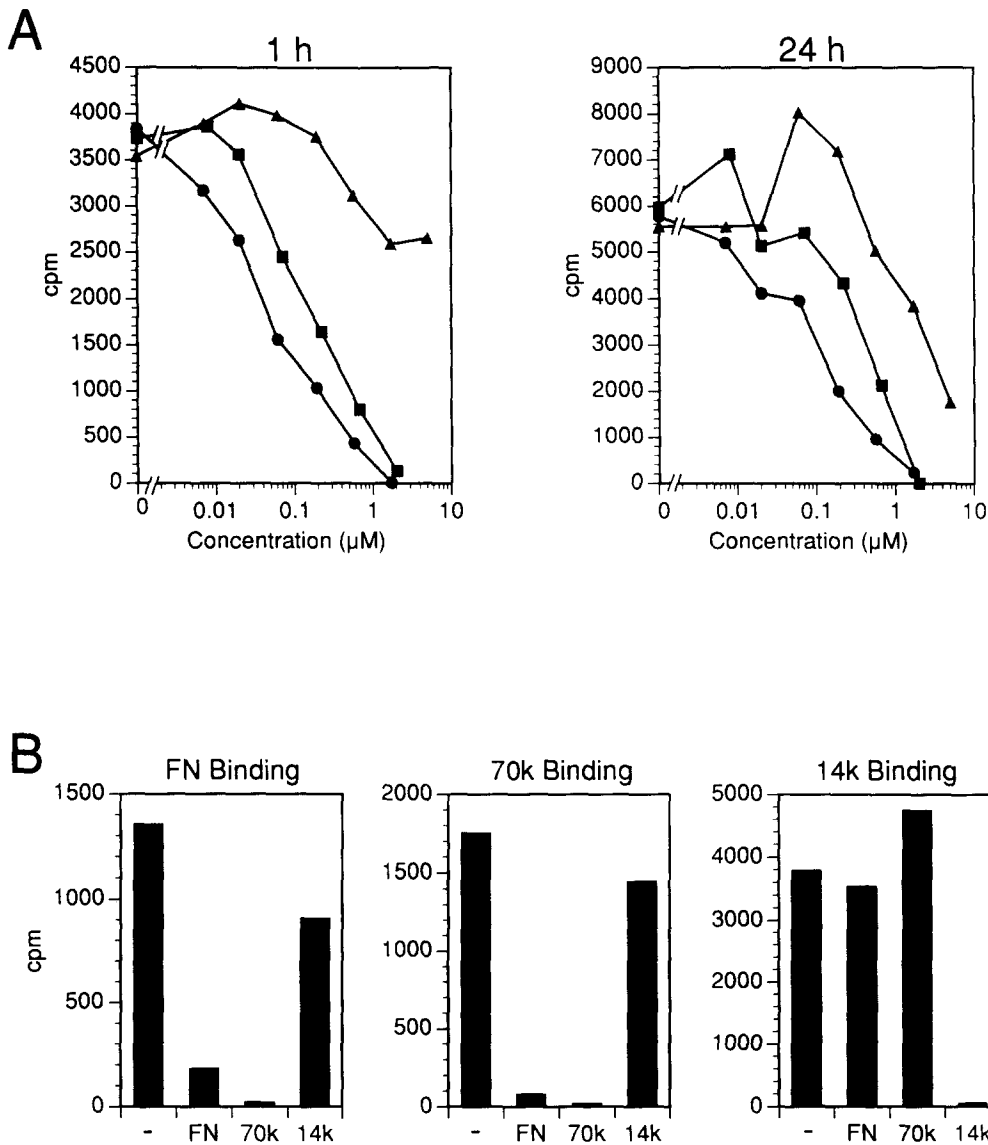 A
1 h
24 h
4500
4000
3500
3000
2500
2000
1500
1000
500
0
cpm
0 0.01 0.1 1 10
Concentration (µM)
9000
8000
7000
6000
5000
4000
3000
2000
1000
0
cpm
0 0.01 0.1 1 10
Concentration (µM)
B
FN Binding
70k Binding
14k Binding
1500
1000
500
0
cpm
- FN 70k 14k
2000
1500
1000
500
0
- FN 70k 14k
5000
4000
3000
2000
1000
0
- FN 70k 14k